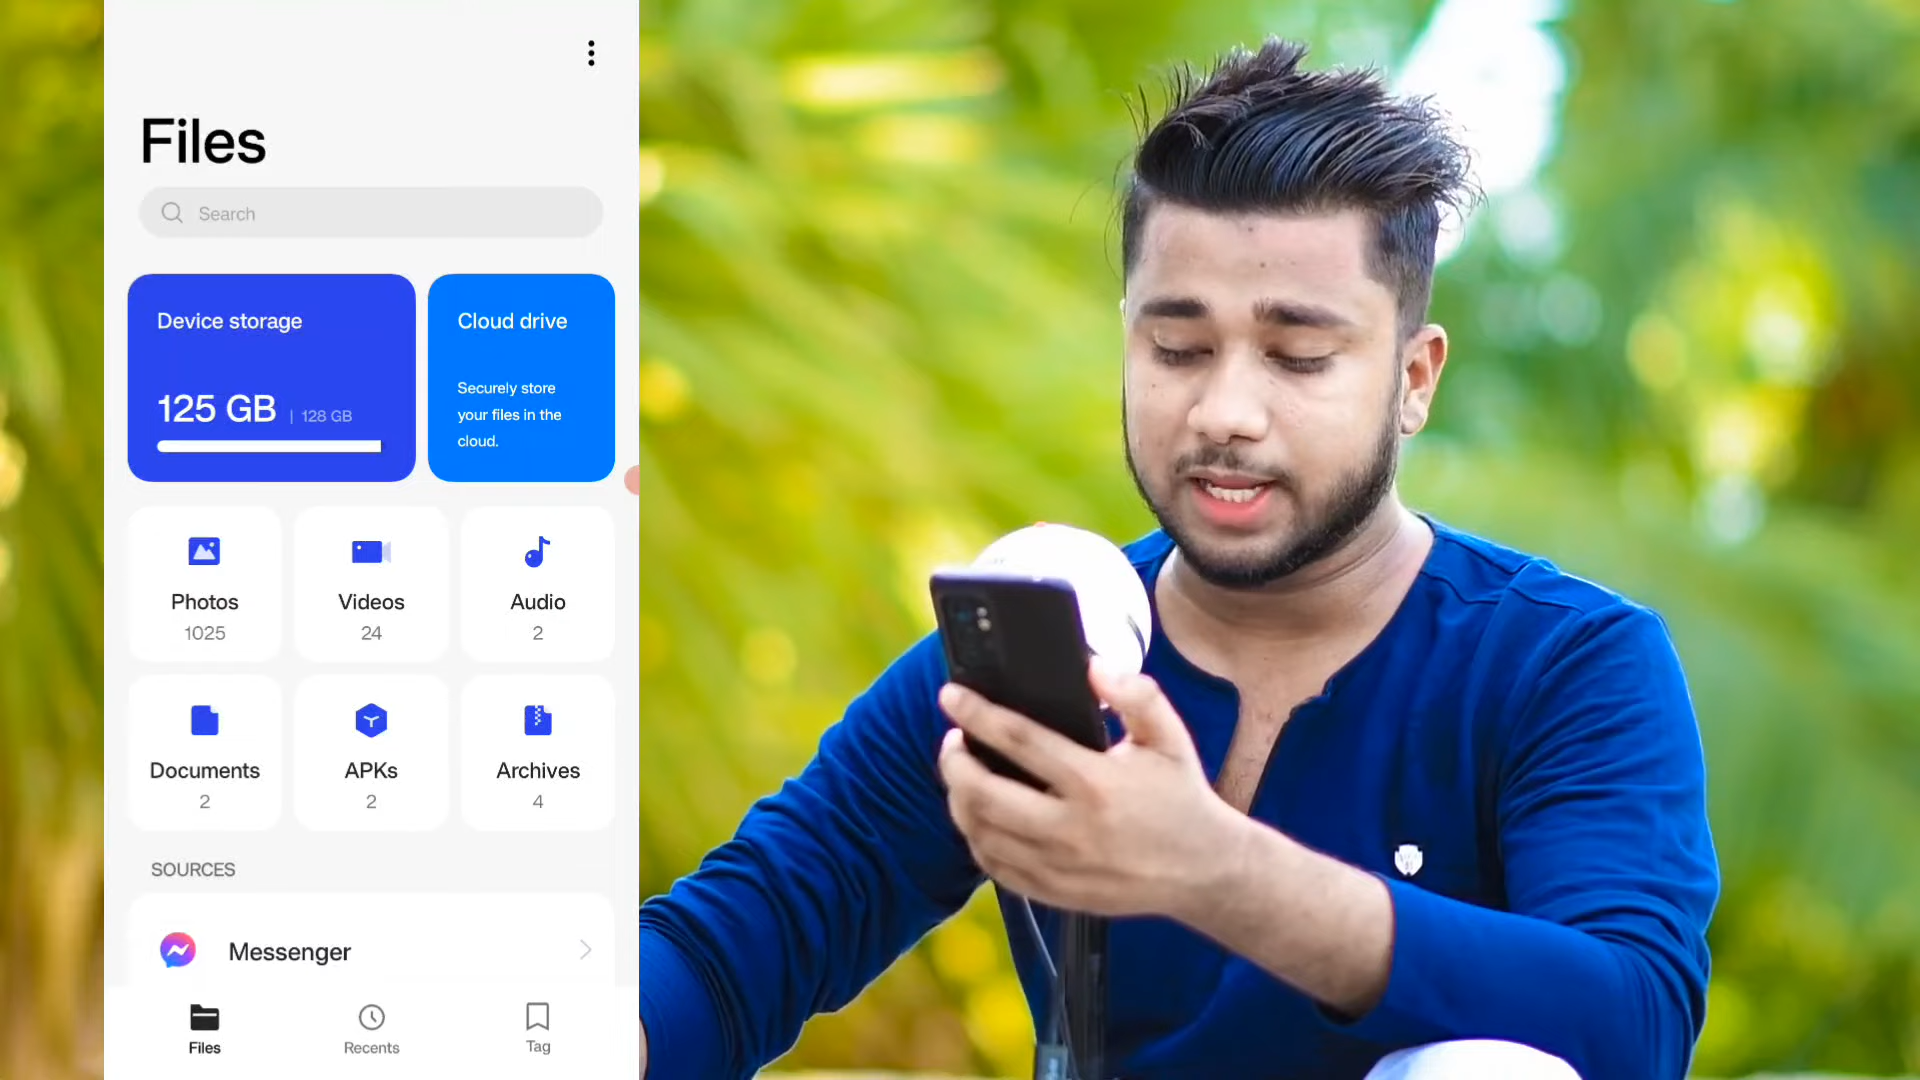 Files
Search
Device storage
125 GB | 128 GB
Cloud drive
Securely store
your files in the
cloud.
Photos
1025
Videos
24
Audio
2
Documents
2
APKs
2
Archives
4
SOURCES
Messenger
Files
Recents
Tag